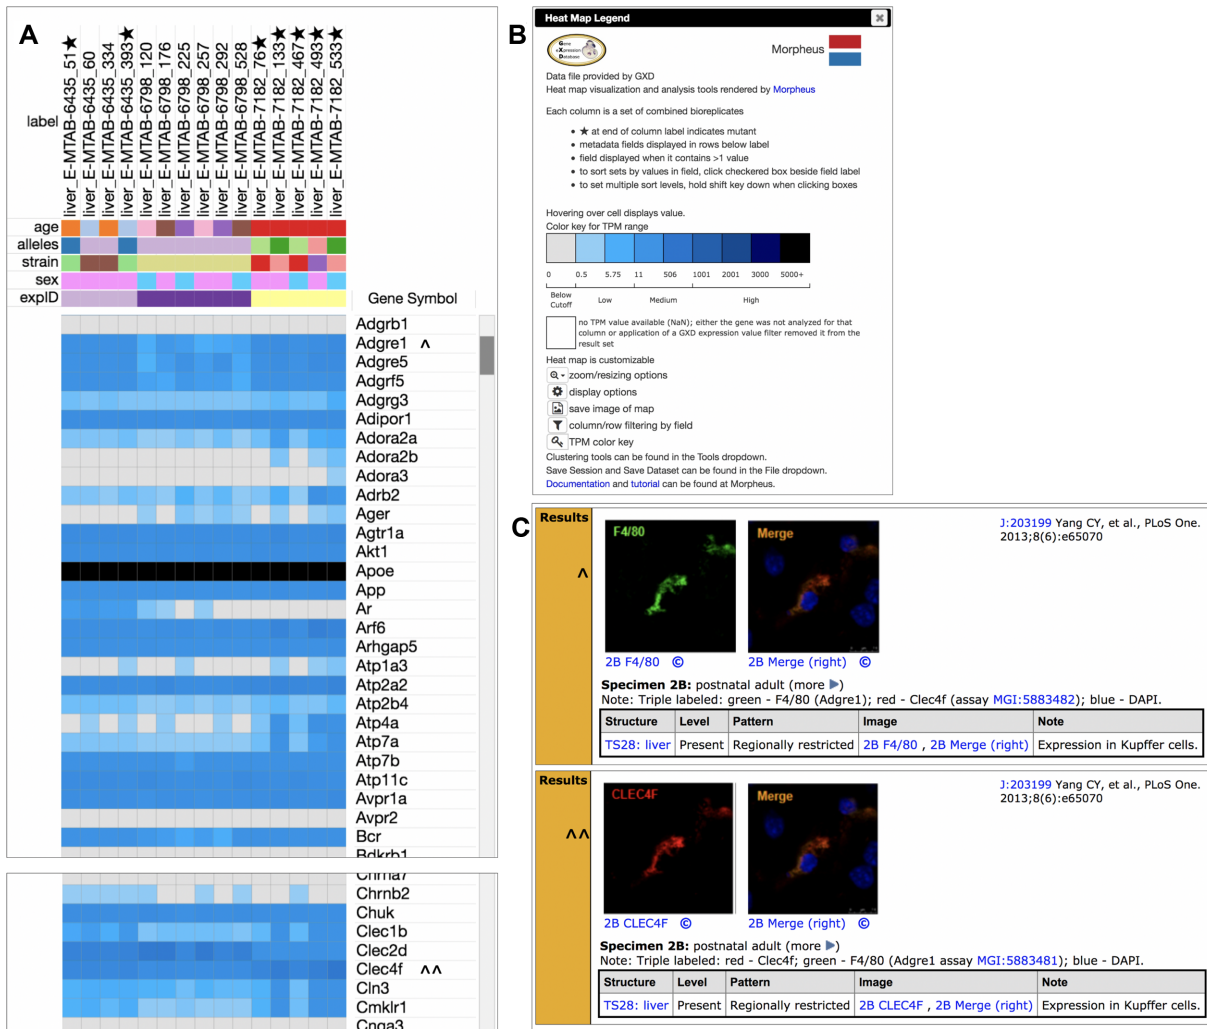 A
label
liver_E-MTAB-6435_51★
liver_E-MTAB-6435_60
liver_E-MTAB-6435_334
liver_E-MTAB-6435_393★
liver_E-MTAB-6798_120
liver_E-MTAB-6798_176
liver_E-MTAB-6798_225
liver_E-MTAB-6798_257
liver_E-MTAB-6798_292
liver_E-MTAB-6798_528
liver_E-MTAB-7182_76★
liver_E-MTAB-7182_133★
liver_E-MTAB-7182_467★
liver_E-MTAB-7182_493★
liver_E-MTAB-7182_533★
age
alleles
strain
sex
expID
Gene Symbol
Adgrb1
Adgre1 ^
Adgre5
Adgrf5
Adgrg3
Adipor1
Adora2a
Adora2b
Adora3
Adrb2
Ager
Agtr1a
Akt1
Apoe
App
Ar
Arf6
Arhgap5
Atp1a3
Atp2a2
Atp2b4
Atp4a
Atp7a
Atp7b
Atp11c
Avpr1a
Avpr2
Bcr
Bdkrb1
Chrna7
Chrnb2
Chuk
Clec1b
Clec2d
Clec4f ^^
Cln3
Cmklr1
Cnga3
B
Heat Map Legend
Gene eXpression Database
Morpheus
Data file provided by GXD
Heat map visualization and analysis tools rendered by Morpheus
Each column is a set of combined bioreplicates
• ★ at end of column label indicates mutant
• metadata fields displayed in rows below label
• field displayed when it contains >1 value
• to sort sets by values in field, click checkered box beside field label
• to set multiple sort levels, hold shift key down when clicking boxes
Hovering over cell displays value.
Color key for TPM range
0 0.5 5.75 11 506 1001 2001 3000 5000+
Below Cutoff Low Medium High
no TPM value available (NaN); either the gene was not analyzed for that
column or application of a GXD expression value filter removed it from the
result set
Heat map is customizable
zoom/resizing options
display options
save image of map
column/row filtering by field
TPM color key
Clustering tools can be found in the Tools dropdown.
Save Session and Save Dataset can be found in the File dropdown.
Documentation and tutorial can be found at Morpheus.
C
Results
^
F4/80
Merge
J:203199 Yang CY, et al., PLoS One.
2013;8(6):e65070
2B F4/80 © 2B Merge (right) ©
Specimen 2B: postnatal adult (more ▶)
Note: Triple labeled: green - F4/80 (Adgre1); red - Clec4f (assay MGI:5883482); blue - DAPI.
Structure Level Pattern Image Note
TS28: liver Present Regionally restricted 2B F4/80 , 2B Merge (right) Expression in Kupffer cells.
Results
^^
CLEC4F
Merge
J:203199 Yang CY, et al., PLoS One.
2013;8(6):e65070
2B CLEC4F © 2B Merge (right) ©
Specimen 2B: postnatal adult (more ▶)
Note: Triple labeled: red - Clec4f; green - F4/80 (Adgre1 assay MGI:5883481); blue - DAPI.
Structure Level Pattern Image Note
TS28: liver Present Regionally restricted 2B CLEC4F , 2B Merge (right) Expression in Kupffer cells.